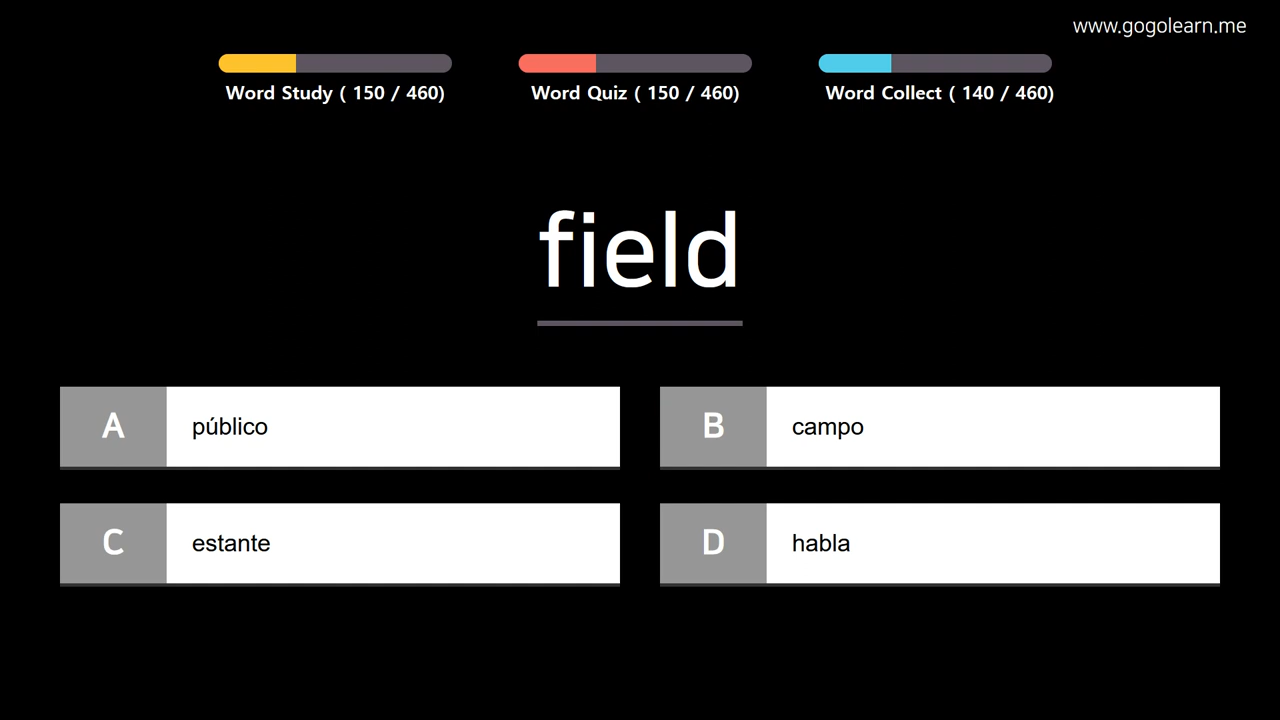 www.gogolearn.me
Word Study ( 150 / 460)
Word Quiz ( 150 / 460)
Word Collect ( 140 / 460)
field
A público
B campo
C estante
D habla